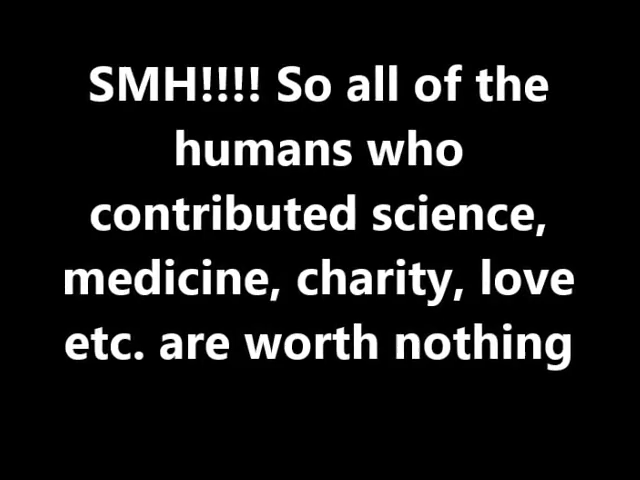 SMH!!!! So all of the
humans who
contributed science,
medicine, charity, love
etc. are worth nothing